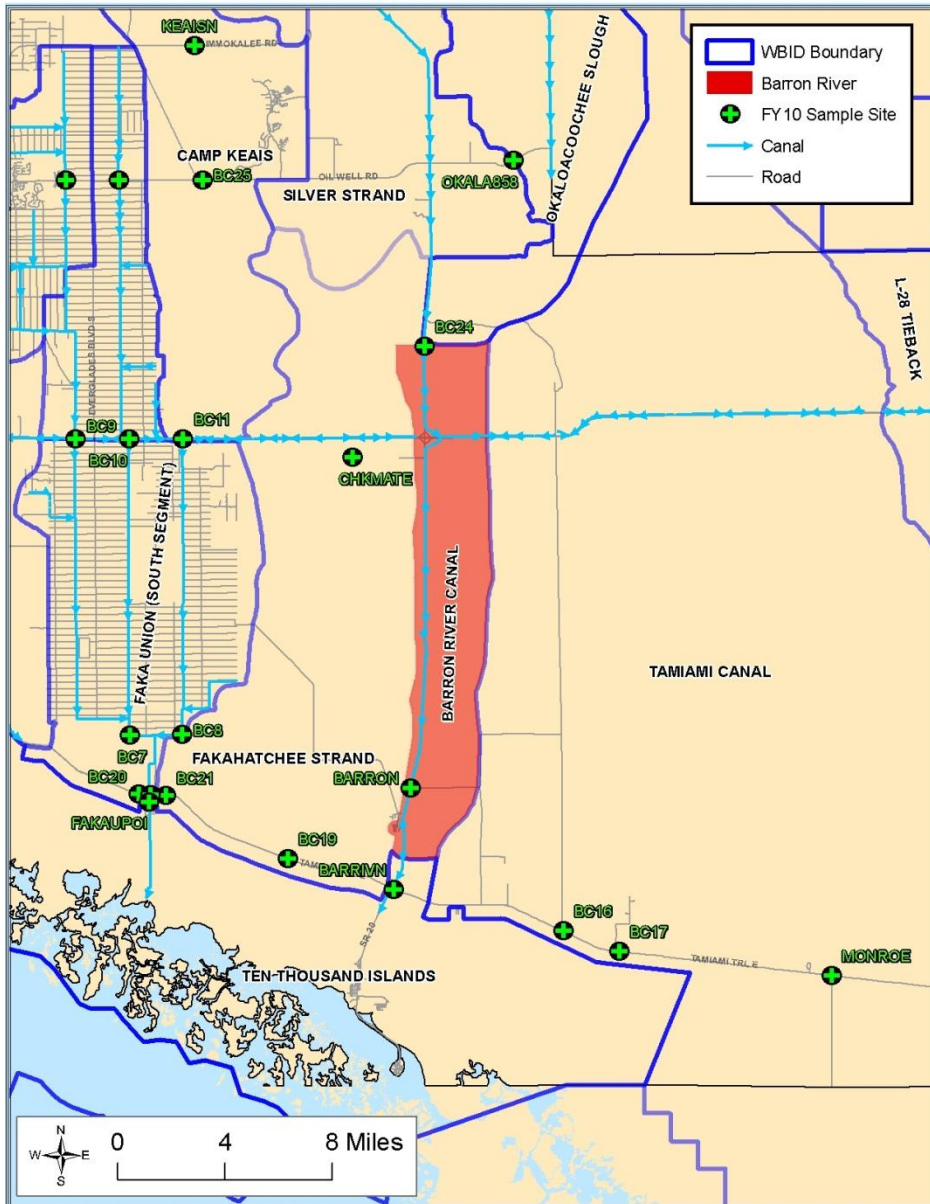 KEAISN
IMMOKALEE RD
WBID Boundary
Barron River
FY10 Sample Site
Canal
Road
OKALOACOOCHEE SLOUGH
CAMP KEAIS
BC25
OIL WELL RD
OKALA858
SILVER STRAND
L-28 TIEBACK
EVERGLADES BLVD S
BC24
BC9
BC11
BC10
CHKMATE
FAKA UNION (SOUTH SEGMENT)
BARRON RIVER CANAL
TAMIAMI CANAL
BC7
BC8
FAKAHATCHEE STRAND
BC20
BC21
BARRON
FAKAUPOI
BC19
BARRIVN
SR 29
BC16
BC17
TAMIAMI TRL E
MONROE
TEN THOUSAND ISLANDS
N
W
E
S
0
4
8 Miles